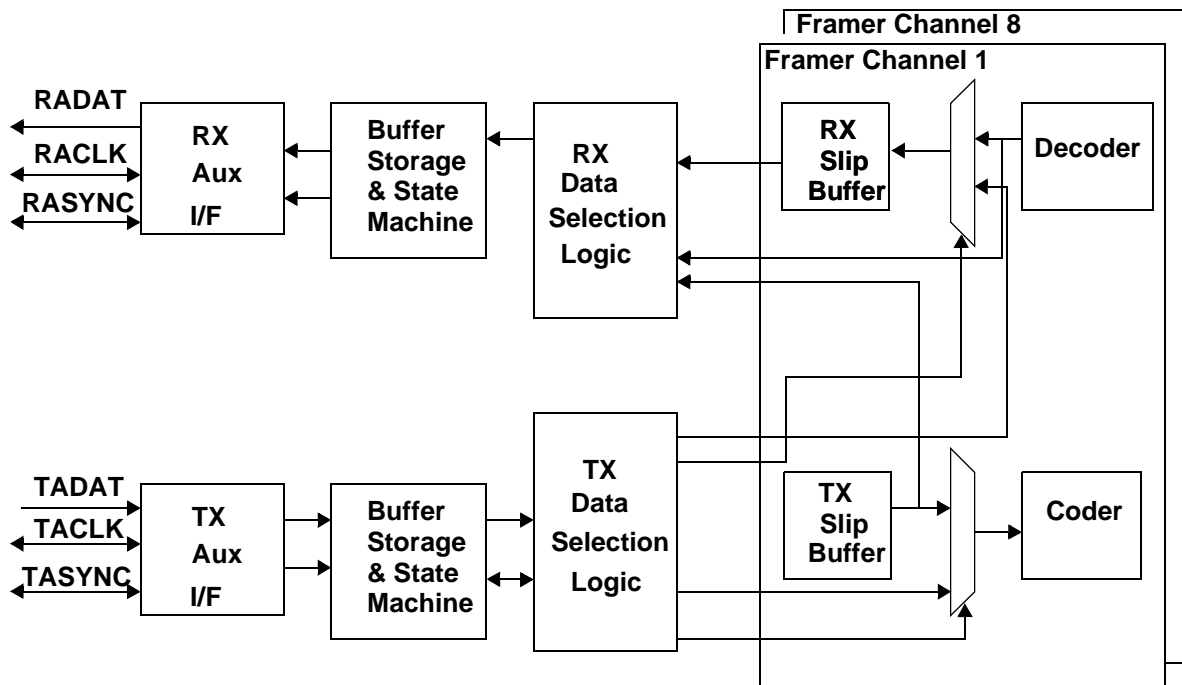 Framer Channel 8
Framer Channel 1
RADAT
RACLK
RASYNC
RX
Aux
I/F
Buffer
Storage
& State
Machine
RX
Data
Selection
Logic
RX
Slip
Buffer
Decoder
TADAT
TACLK
TASYNC
TX
Aux
I/F
Buffer
Storage
& State
Machine
TX
Data
Selection
Logic
TX
Slip
Buffer
Coder